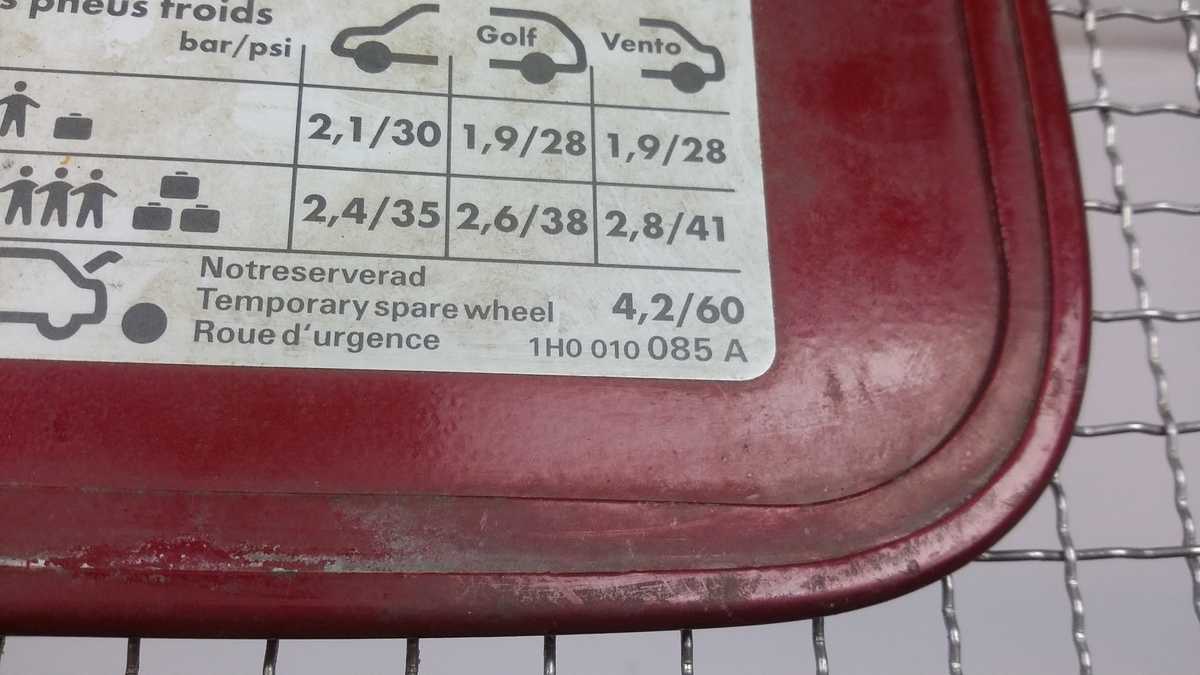 pneus froids
bar/psi
Golf
Vento
2,1/30 1,9/28 1,9/28
2,4/35 2,6/38 2,8/41
Notreserverad
Temporary spare wheel 4,2/60
Roue d'urgence
1H0 010 085 A